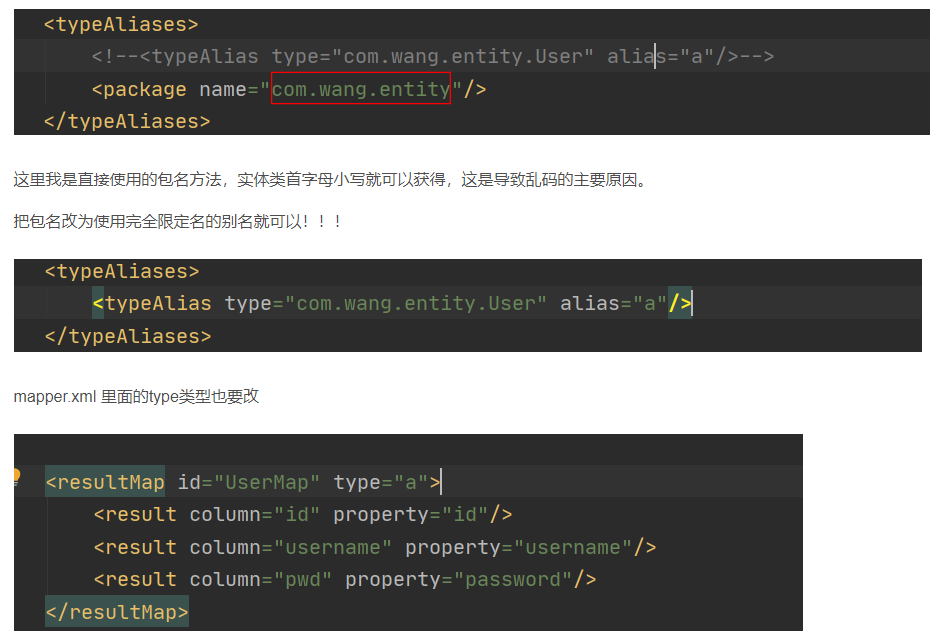 <typeAliases>
<!--<typeAlias type="com.wang.entity.User" alias="a"/>-->
<package name="com.wang.entity"/>
</typeAliases>
这里我是直接使用的包名方法，实体类首字母小写就可以获得，这是导致乱码的主要原因。
把包名改为使用完全限定名的别名就可以！！！
<typeAliases>
<typeAlias type="com.wang.entity.User" alias="a"/>
</typeAliases>
mapper.xml 里面的type类型也要改
<resultMap id="UserMap" type="a">
<result column="id" property="id"/>
<result column="username" property="username"/>
<result column="pwd" property="password"/>
</resultMap>